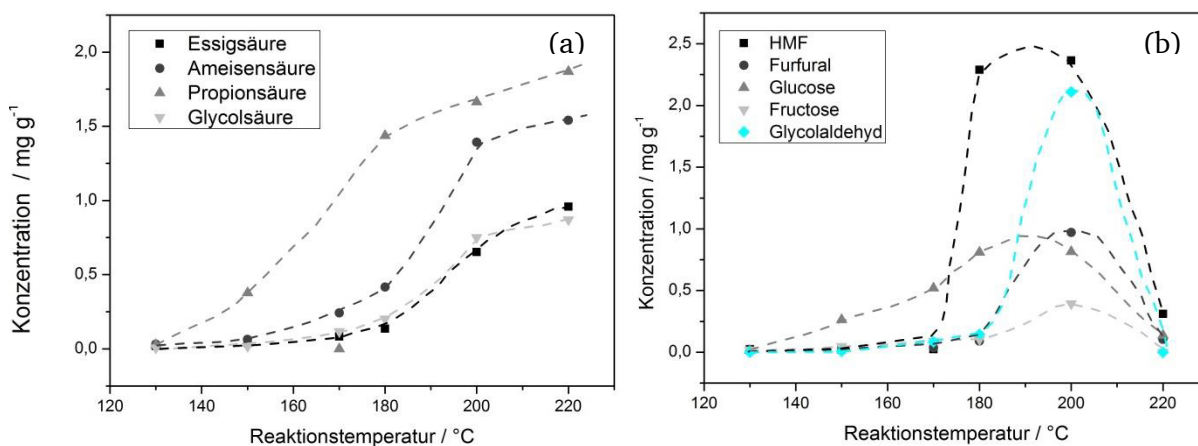 (a)
Essigsäure
Ameisensäure
Propionsäure
Glycolsäure
2,0
1,5
1,0
0,5
0,0
Konzentration / mg g⁻¹
120 140 160 180 200 220
Reaktionstemperatur / °C
(b)
HMF
Furfural
Glucose
Fructose
Glycolaldehyd
2,5
2,0
1,5
1,0
0,5
0,0
Konzentration / mg g⁻¹
120 140 160 180 200 220
Reaktionstemperatur / °C